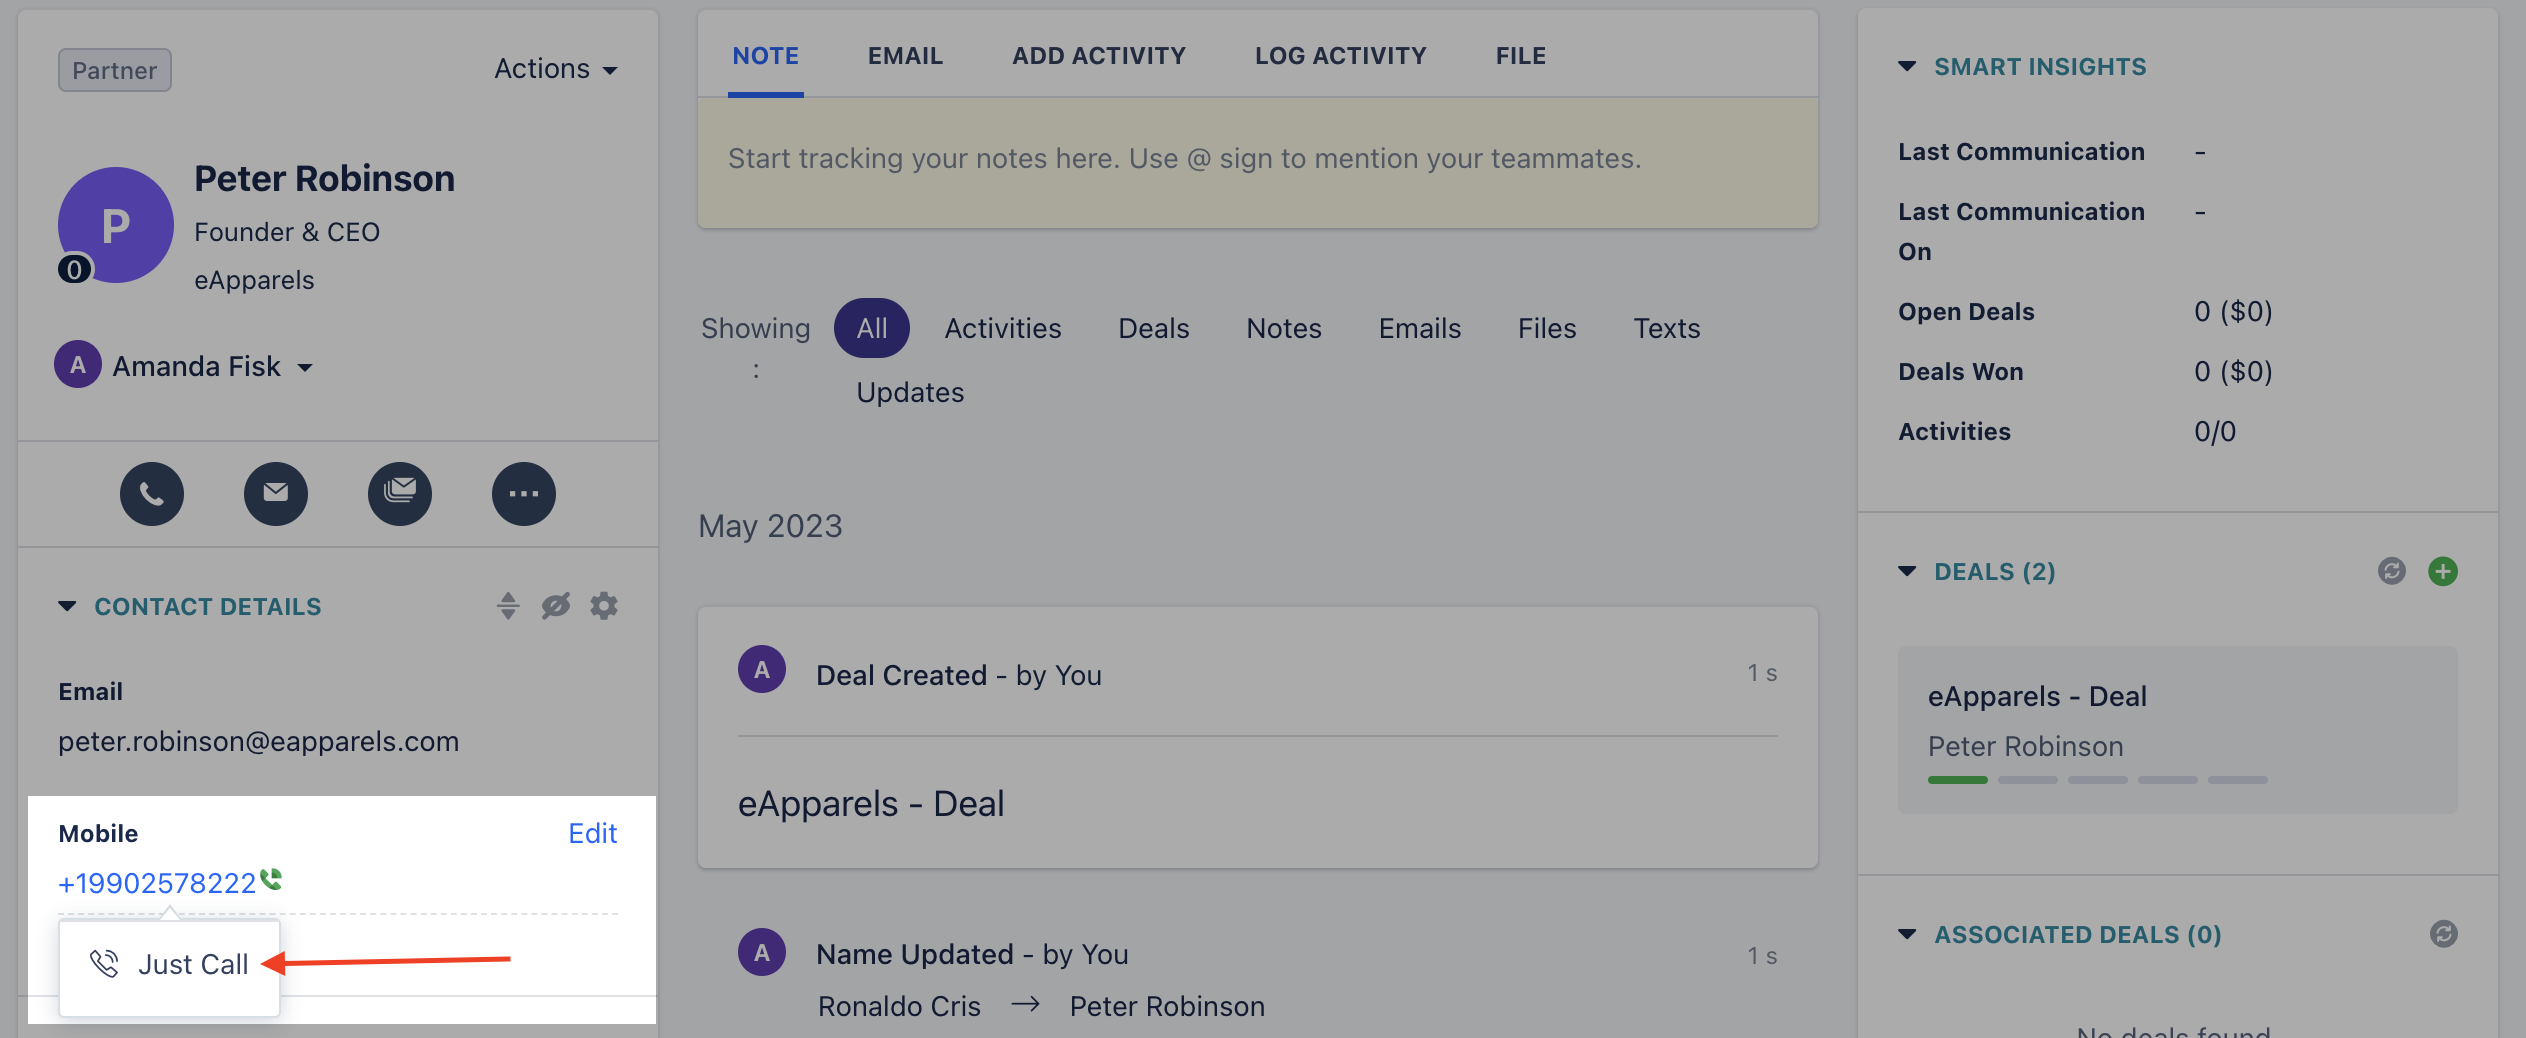 Partner
Actions
P
0
Peter Robinson
Founder & CEO
eApparels
A Amanda Fisk
CONTACT DETAILS
Email
peter.robinson@eapparels.com
Mobile Edit
+19902578222
Just Call
NOTE EMAIL ADD ACTIVITY LOG ACTIVITY FILE
Start tracking your notes here. Use @ sign to mention your teammates.
Showing All Activities Deals Notes Emails Files Texts
:
Updates
May 2023
A Deal Created - by You 1 s
eApparels - Deal
A Name Updated - by You 1 s
Ronaldo Cris → Peter Robinson
SMART INSIGHTS
Last Communication -
Last Communication -
On
Open Deals 0 ($0)
Deals Won 0 ($0)
Activities 0/0
DEALS (2)
eApparels - Deal
Peter Robinson
ASSOCIATED DEALS (0)
No deals found